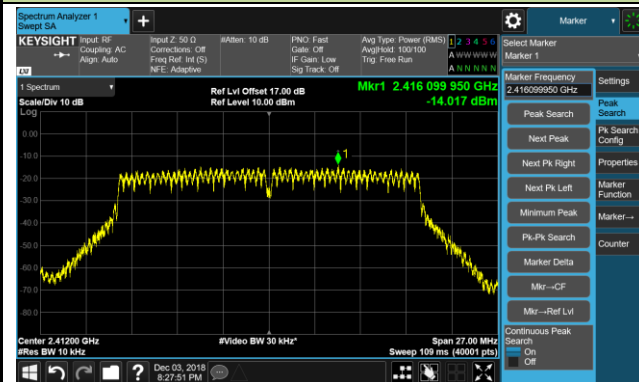 Spectrum Analyzer 1
Swept SA
Marker
KEYSIGHT
Input: RF
Coupling: AC
Align: Auto
Input Z: 50 Ω
Corrections: Off
Freq Ref: Int (S)
NFE: Adaptive
#Atten: 10 dB
PNO: Fast
Gate: Off
IF Gain: Low
Sig Track: Off
Avg Type: Power (RMS)
Avg|Hold: 100/100
Trig: Free Run
1 2 3 4 5 6
A W W W W W
A N N N N N
LXI
Select Marker
Marker 1
1 Spectrum
Scale/Div 10 dB
Log
Ref Lvl Offset 17.00 dB
Ref Level 10.00 dBm
Mkr1 2.416 099 950 GHz
-14.017 dBm
0.00
-10.0
-20.0
-30.0
-40.0
-50.0
-60.0
-70.0
-80.0
1
Center 2.41200 GHz
#Res BW 10 kHz
#Video BW 30 kHz*
Span 27.00 MHz
Sweep 109 ms (40001 pts)
Marker Frequency
2.416099950 GHz
Peak Search
Next Peak
Next Pk Right
Next Pk Left
Minimum Peak
Pk-Pk Search
Marker Delta
Mkr→CF
Mkr→Ref Lvl
Continuous Peak
Search
On
Off
Settings
Peak
Search
Pk Search
Config
Properties
Marker
Function
Marker→
Counter
Dec 03, 2018
8:27:51 PM